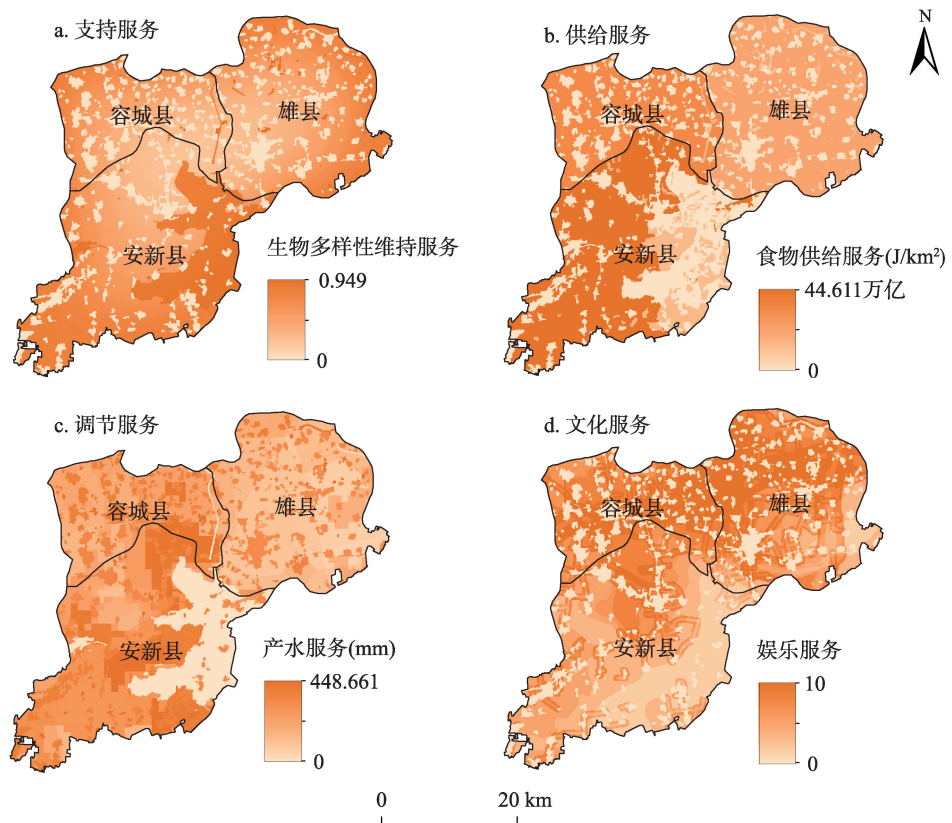 N
a. 支持服务
容城县
雄县
安新县
生物多样性维持服务
0.949
0
b. 供给服务
容城县
雄县
安新县
食物供给服务(J/km²)
44.611万亿
0
c. 调节服务
容城县
雄县
安新县
产水服务(mm)
448.661
0
d. 文化服务
容城县
雄县
安新县
娱乐服务
10
0
0 20 km